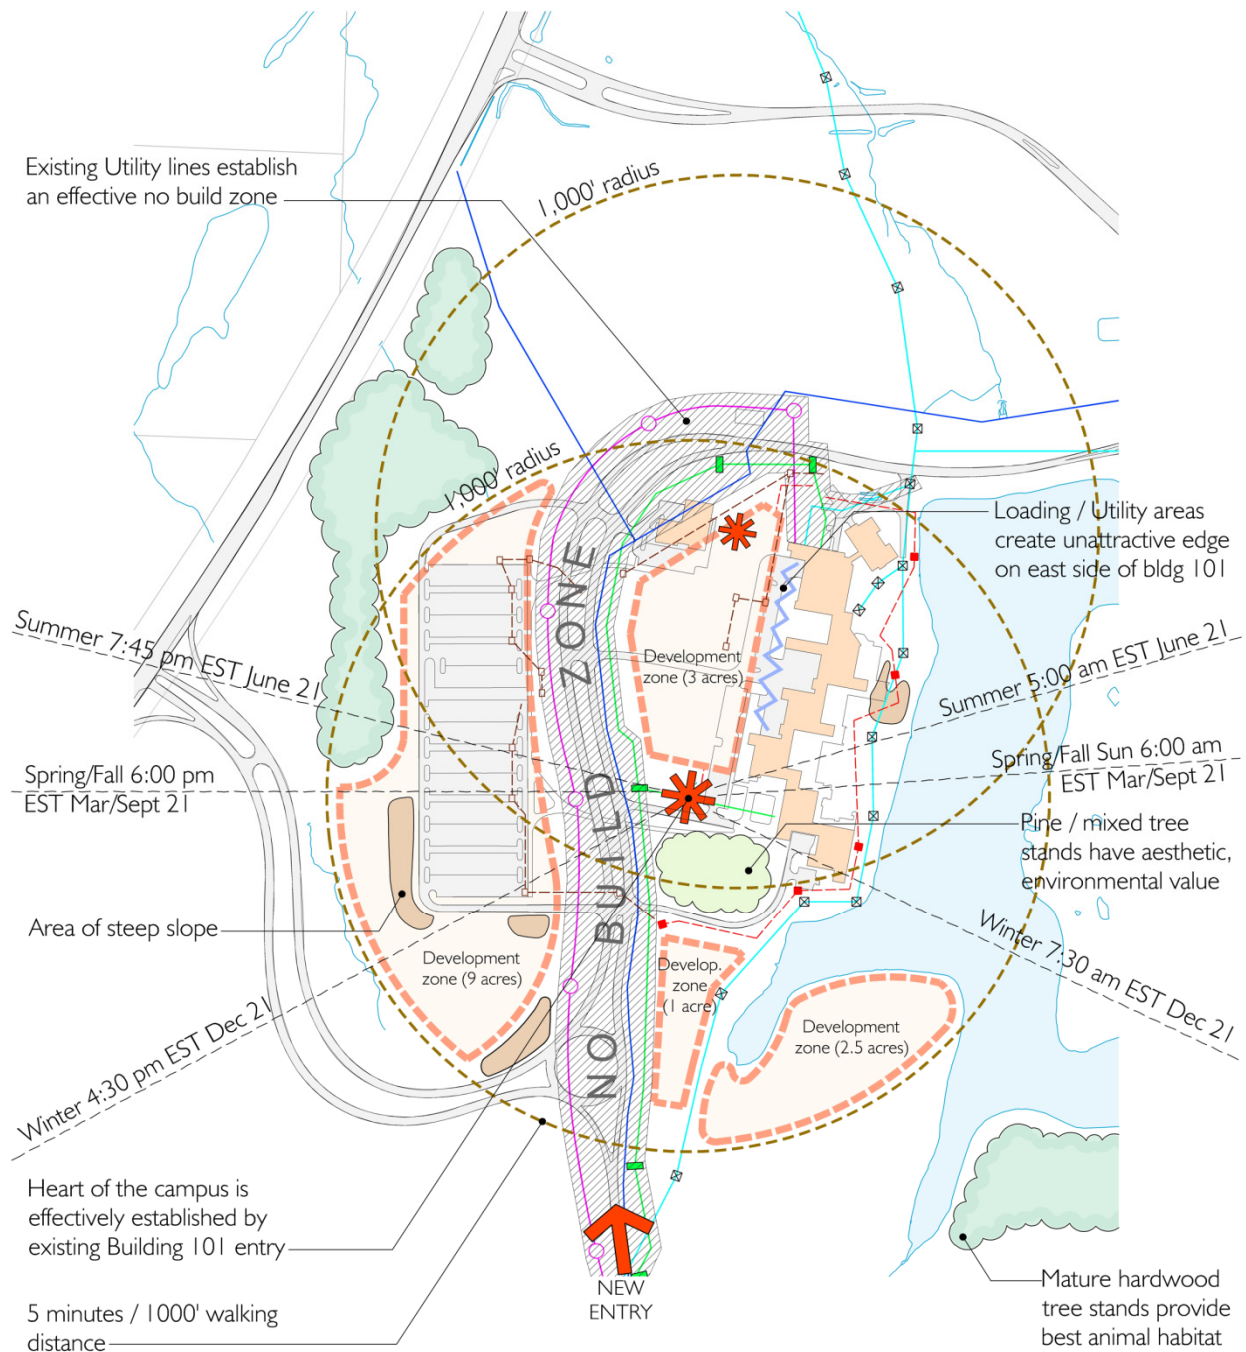 Existing Utility lines establish
an effective no build zone
1,000' radius
1,000' radius
Loading / Utility areas
create unattractive edge
on east side of bldg 101
NO BUILD ZONE
Summer 7:45 pm EST June 21
Summer 5:00 am EST June 21
Development
zone (3 acres)
Spring/Fall 6:00 pm
EST Mar/Sept 21
Spring/Fall Sun 6:00 am
EST Mar/Sept 21
Pine / mixed tree
stands have aesthetic,
environmental value
Area of steep slope
Development
zone (9 acres)
Develop.
zone
(1 acre)
Winter 7:30 am EST Dec 21
Development
zone (2.5 acres)
Winter 4:30 pm EST Dec 21
Heart of the campus is
effectively established by
existing Building 101 entry
5 minutes / 1000' walking
distance
NEW
ENTRY
Mature hardwood
tree stands provide
best animal habitat